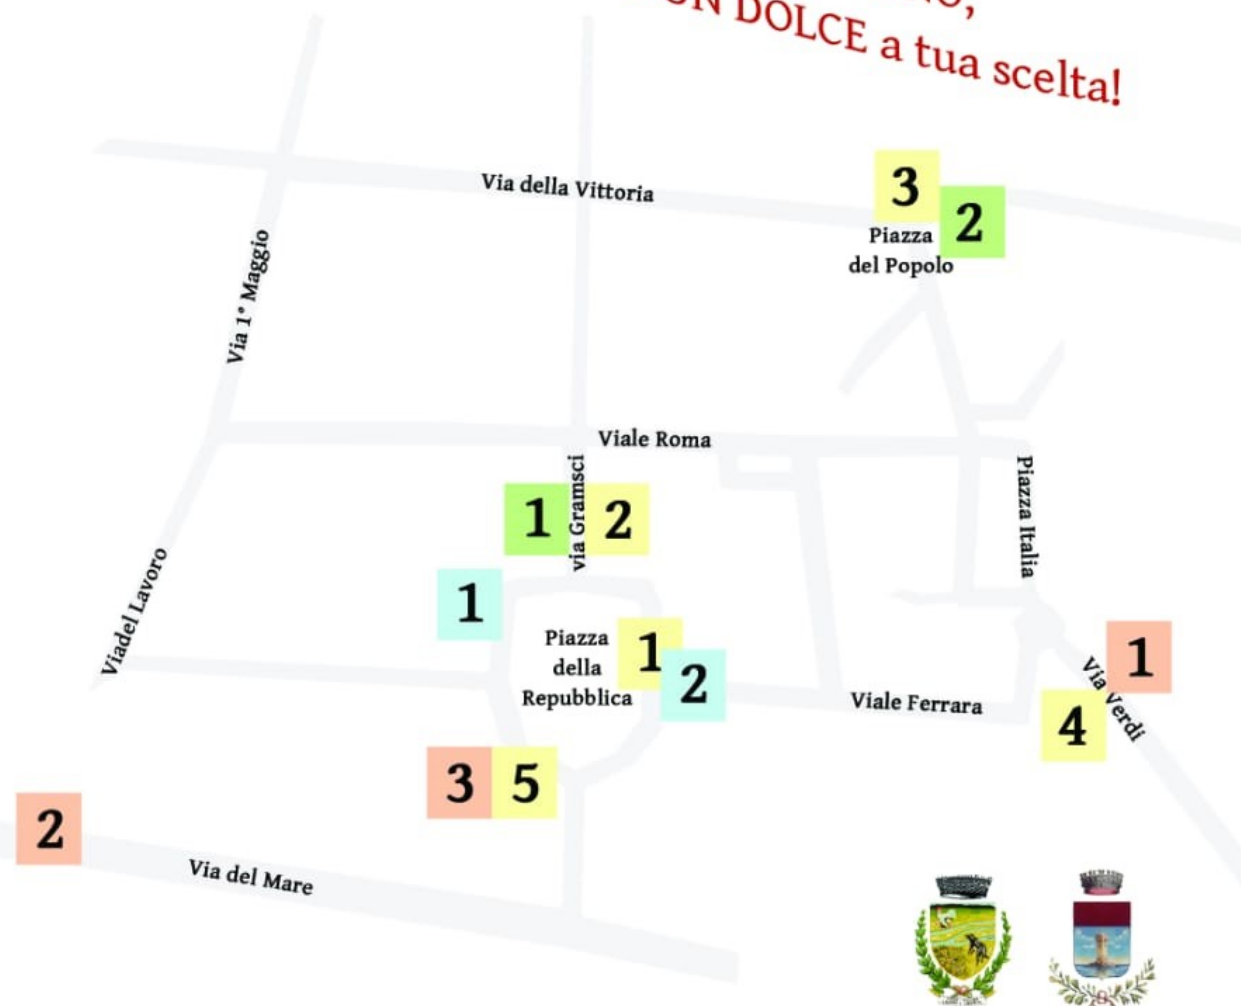 DOLCE a tua scelta!
Via della Vittoria
3
2
Piazza
del Popolo
Via 1° Maggio
Viale Roma
via Gramsci
1
2
Piazza Italia
1
Viadel Lavoro
Piazza
della
Repubblica
1
2
1
Via Verdi
Viale Ferrara
4
3
5
2
Via del Mare